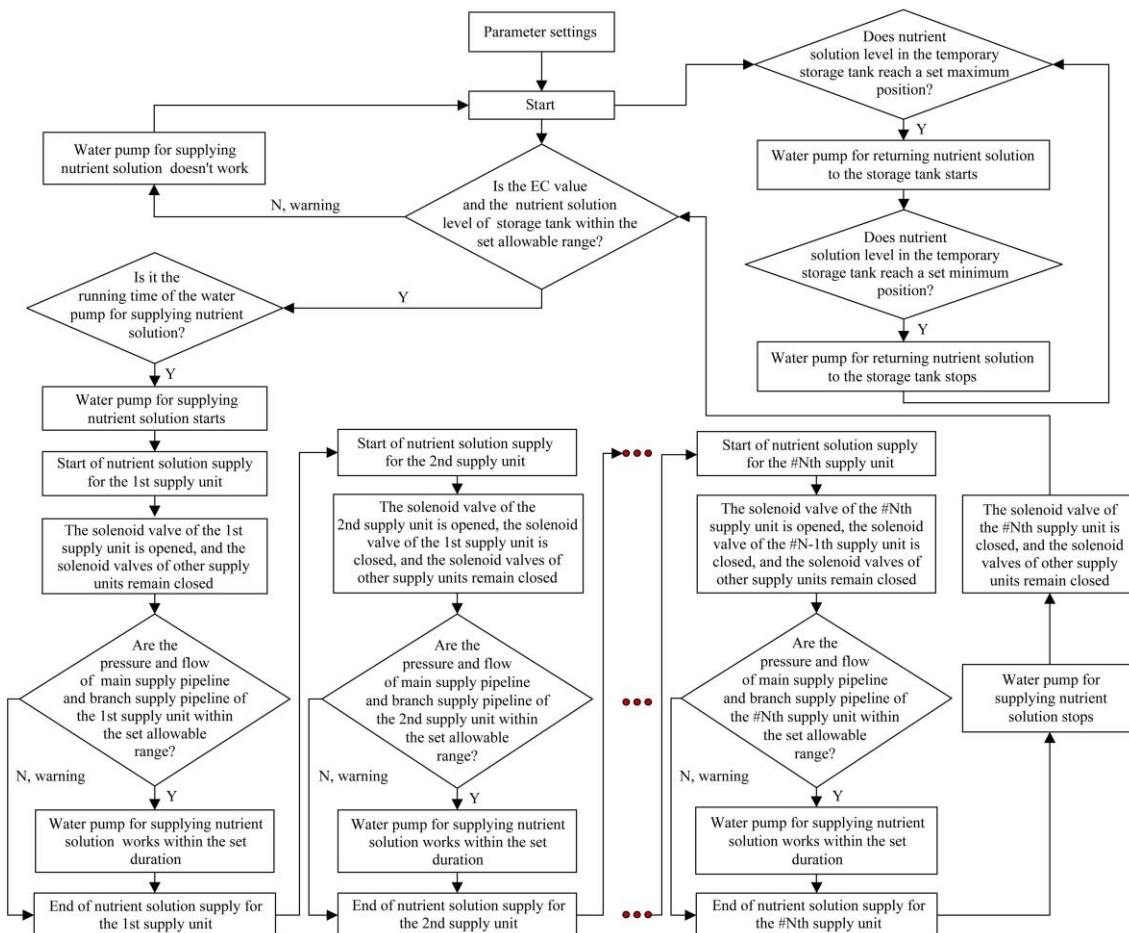 Parameter settings
Start
Water pump for supplying
nutrient solution doesn't work
N, warning
Is the EC value
and the nutrient solution
level of storage tank within the
set allowable range?
Y
Does nutrient
solution level in the temporary
storage tank reach a set maximum
position?
Y
Water pump for returning nutrient solution
to the storage tank starts
Does nutrient
solution level in the temporary
storage tank reach a set minimum
position?
Y
Water pump for returning nutrient solution
to the storage tank stops
Is it the
running time of the water
pump for supplying nutrient
solution?
Y
Water pump for supplying
nutrient solution starts
Start of nutrient solution supply
for the 1st supply unit
The solenoid valve of the 1st
supply unit is opened, and the
solenoid valves of other supply
units remain closed
Are the
pressure and flow
of main supply pipeline
and branch supply pipeline of
the 1st supply unit within
the set allowable
range?
N, warning
Y
Water pump for supplying nutrient
solution works within the set
duration
End of nutrient solution supply for
the 1st supply unit
Start of nutrient solution supply
for the 2nd supply unit
The solenoid valve of the
2nd supply unit is opened, the solenoid
valve of the 1st supply unit is
closed, and the solenoid valves of
other supply units remain closed
Are the
pressure and flow
of main supply pipeline
and branch supply pipeline of
the 2nd supply unit within
the set allowable
range?
N, warning
Y
Water pump for supplying nutrient
solution works within the set
duration
End of nutrient solution supply for
the 2nd supply unit
Start of nutrient solution supply
for the #Nth supply unit
The solenoid valve of the #Nth
supply unit is opened, the solenoid
valve of the #N-1th supply unit is
closed, and the solenoid valves of
other supply units remain closed
Are the
pressure and flow
of main supply pipeline
and branch supply pipeline of
the #Nth supply unit within
the set allowable
range?
N, warning
Y
Water pump for supplying nutrient
solution works within the set
duration
End of nutrient solution supply for
the #Nth supply unit
Water pump for
supplying nutrient
solution stops
The solenoid valve of
the #Nth supply unit is
closed, and the solenoid
valves of other supply
units remain closed